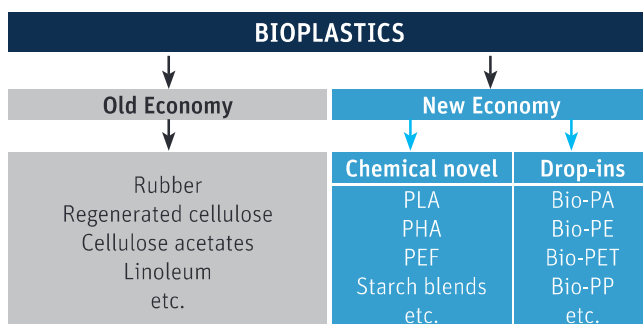 BIOPLASTICS
Old Economy
New Economy
Rubber
Regenerated cellulose
Cellulose acetates
Linoleum
etc.
Chemical novel
PLA
PHA
PEF
Starch blends
etc.
Drop-ins
Bio-PA
Bio-PE
Bio-PET
Bio-PP
etc.